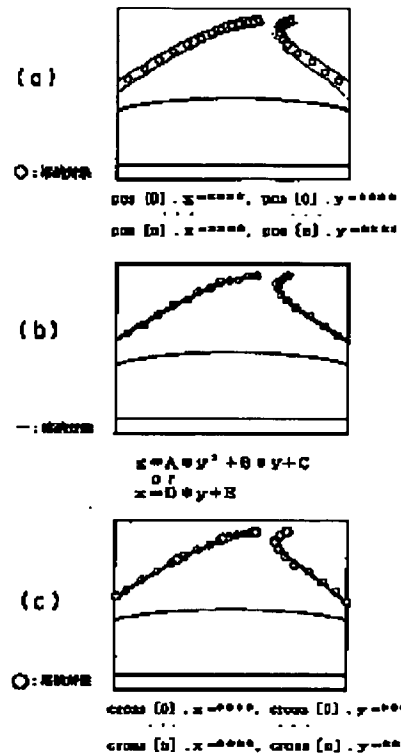 (a)
pos [0] . x=****, pos [0] . y=****
... ...
pos [n] . x=****, pos [n] . y=****
(b)
x=A*y²+B*y+C
or
x=D*y+E
(c)
cross [0] . x=****, cross [0] . y=***
... ...
cross [n] . x=****, cross [n] . y=**